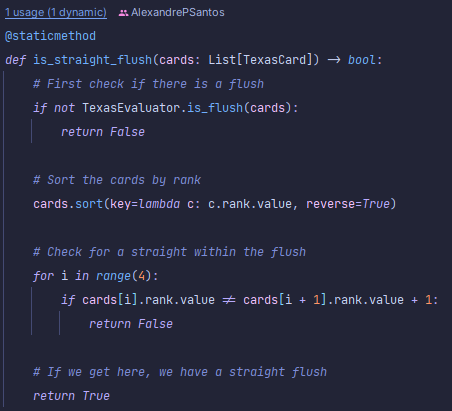 1 usage (1 dynamic) AlexandrePSantos
@staticmethod
def is_straight_flush(cards: List[TexasCard]) → bool:
# First check if there is a flush
if not TexasEvaluator.is_flush(cards):
return False
# Sort the cards by rank
cards.sort(key=lambda c: c.rank.value, reverse=True)
# Check for a straight within the flush
for i in range(4):
if cards[i].rank.value ≠ cards[i + 1].rank.value + 1:
return False
# If we get here, we have a straight flush
return True